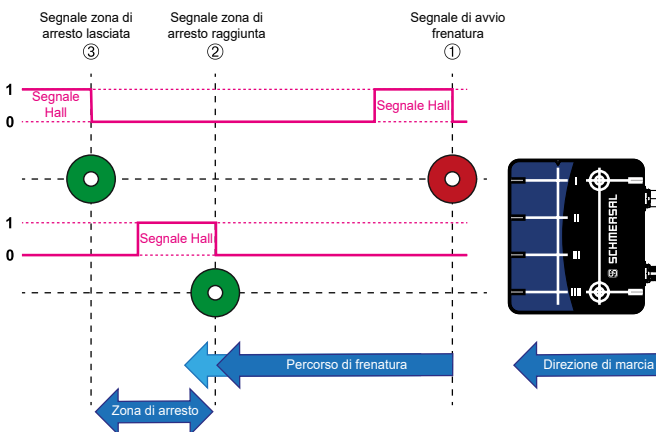 Segnale zona di
arresto lasciata
③
Segnale zona di
arresto raggiunta
②
Segnale di avvio
frenatura
①
1
Segnale
Hall
Segnale Hall
0
I
1
II
Segnale Hall
0
III
IIII
SCHMERSAL
Percorso di frenatura
Direzione di marcia
Zona di arresto